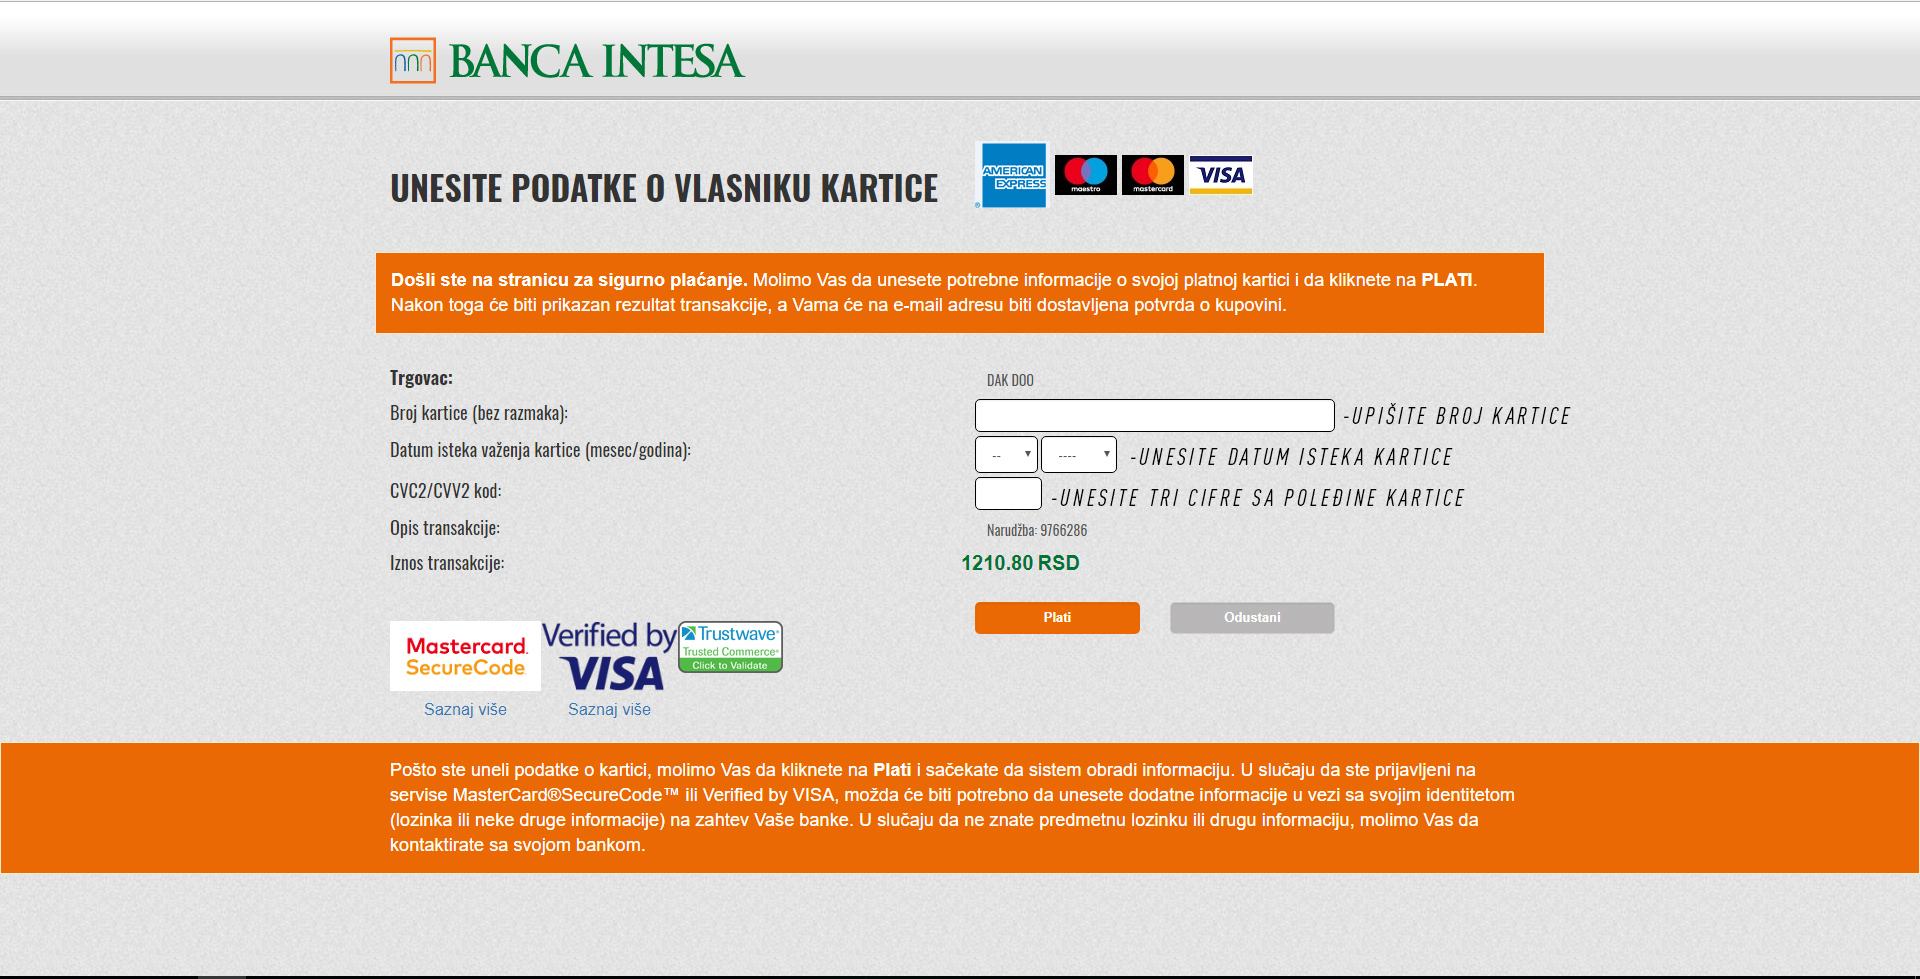 BANCA INTESA
UNESITE PODATKE O VLASNIKU KARTICE
AMERICAN EXPRESS
®
maestro
mastercard
VISA
Došli ste na stranicu za sigurno plaćanje. Molimo Vas da unesete potrebne informacije o svojoj platnoj kartici i da kliknete na PLATI.
Nakon toga će biti prikazan rezultat transakcije, a Vama će na e-mail adresu biti dostavljena potvrda o kupovini.
Trgovac:
DAK DOO
Broj kartice (bez razmaka):
-UPIŠITE BROJ KARTICE
Datum isteka važenja kartice (mesec/godina):
-- ---- -UNESITE DATUM ISTEKA KARTICE
CVC2/CVV2 kod:
-UNESITE TRI CIFRE SA POLEĐINE KARTICE
Opis transakcije:
Narudžba: 9766286
Iznos transakcije:
1210.80 RSD
Plati
Odustani
Mastercard.
SecureCode
Verified by
VISA
Trustwave®
Trusted Commerce®
Click to Validate
Saznaj više
Saznaj više
Pošto ste uneli podatke o kartici, molimo Vas da kliknete na Plati i sačekate da sistem obradi informaciju. U slučaju da ste prijavljeni na
servise MasterCard®SecureCode™ ili Verified by VISA, možda će biti potrebno da unesete dodatne informacije u vezi sa svojim identitetom
(lozinka ili neke druge informacije) na zahtev Vaše banke. U slučaju da ne znate predmetnu lozinku ili drugu informaciju, molimo Vas da
kontaktirate sa svojom bankom.